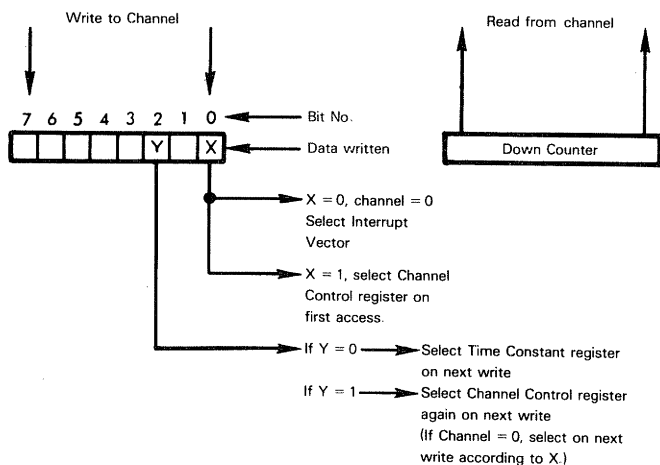 Write to Channel
Read from channel
7 6 5 4 3 2 1 0
Bit No.
Y X
Data written
Down Counter
X = 0, channel = 0
Select Interrupt
Vector
X = 1, select Channel
Control register on
first access.
If Y = 0
Select Time Constant register
on next write
If Y = 1
Select Channel Control register
again on next write
(If Channel = 0, select on next
write according to X.)